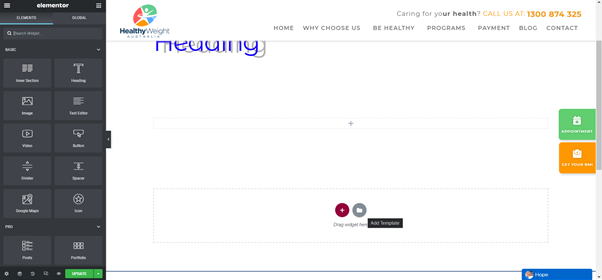 elementor
ELEMENTS
GLOBAL
Search Widget...
BASIC
Inner Section
Heading
Image
Text Editor
Video
Button
Divider
Spacer
Google Maps
Icon
PRO
Posts
Portfolio
UPDATE
HealthyWeight
AUSTRALIA
Caring for your health? CALL US AT: 1300 874 325
HOME
WHY CHOOSE US
BE HEALTHY
PROGRAMS
PAYMENT
BLOG
CONTACT
Heading
APPOINTMENT
GET YOUR BMI
Add Template
Drag widget here
Hope